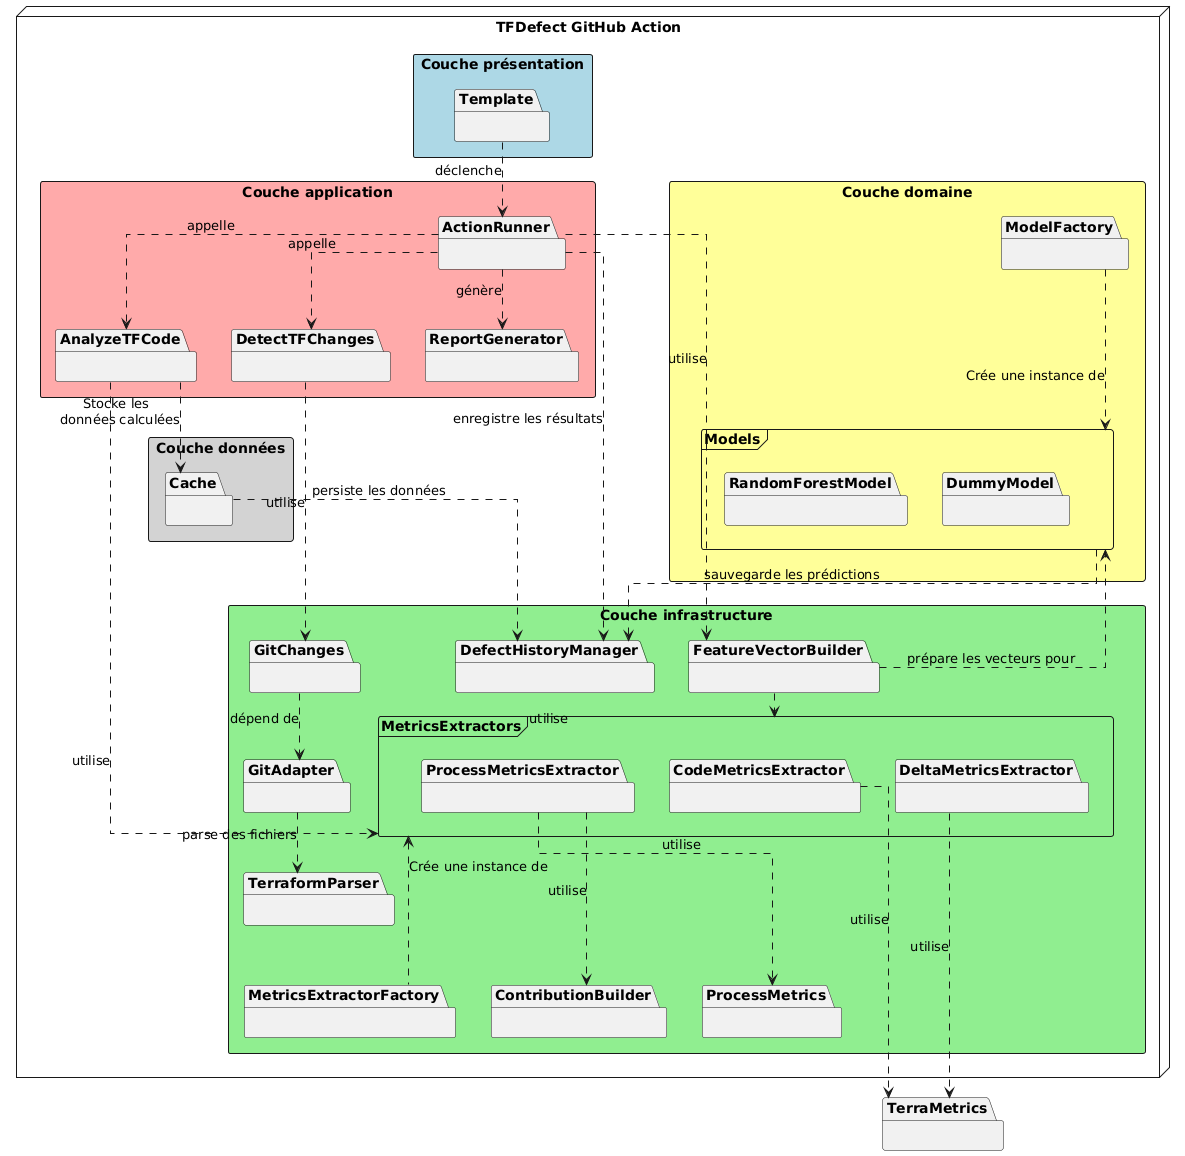 TFDefect GitHub Action
Couche présentation
Template
déclenche
Couche application
Couche domaine
ActionRunner
ModelFactory
appelle
appelle
génère
AnalyzeTFCode
DetectTFChanges
ReportGenerator
utilise
Crée une instance de
Stocke les
données calculées
enregistre les résultats
Models
Couche données
Cache
RandomForestModel
DummyModel
persiste les données
utilise
sauvegarde les prédictions
Couche infrastructure
GitChanges
DefectHistoryManager
FeatureVectorBuilder
prépare les vecteurs pour
dépend de
MetricsExtractors
utilise
utilise
GitAdapter
ProcessMetricsExtractor
CodeMetricsExtractor
DeltaMetricsExtractor
parse des fichiers
utilise
Crée une instance de
TerraformParser
utilise
utilise
utilise
MetricsExtractorFactory
ContributionBuilder
ProcessMetrics
TerraMetrics